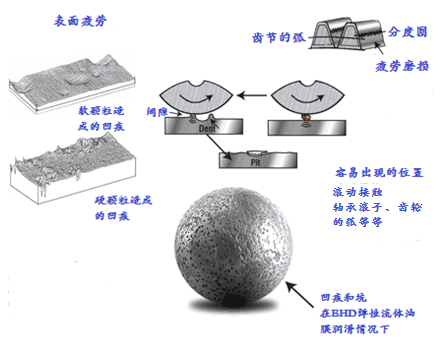 表面疲劳
齿节的弧
分度圆
疲劳磨损
软颗粒造
成的凹痕
间隙
Dent
Pit
硬颗粒造成
的凹痕
容易出现的位置
滚动接触
轴承滚子、齿轮
的弧等等
凹痕和坑
在BHD弹性流体油
膜润滑情况下